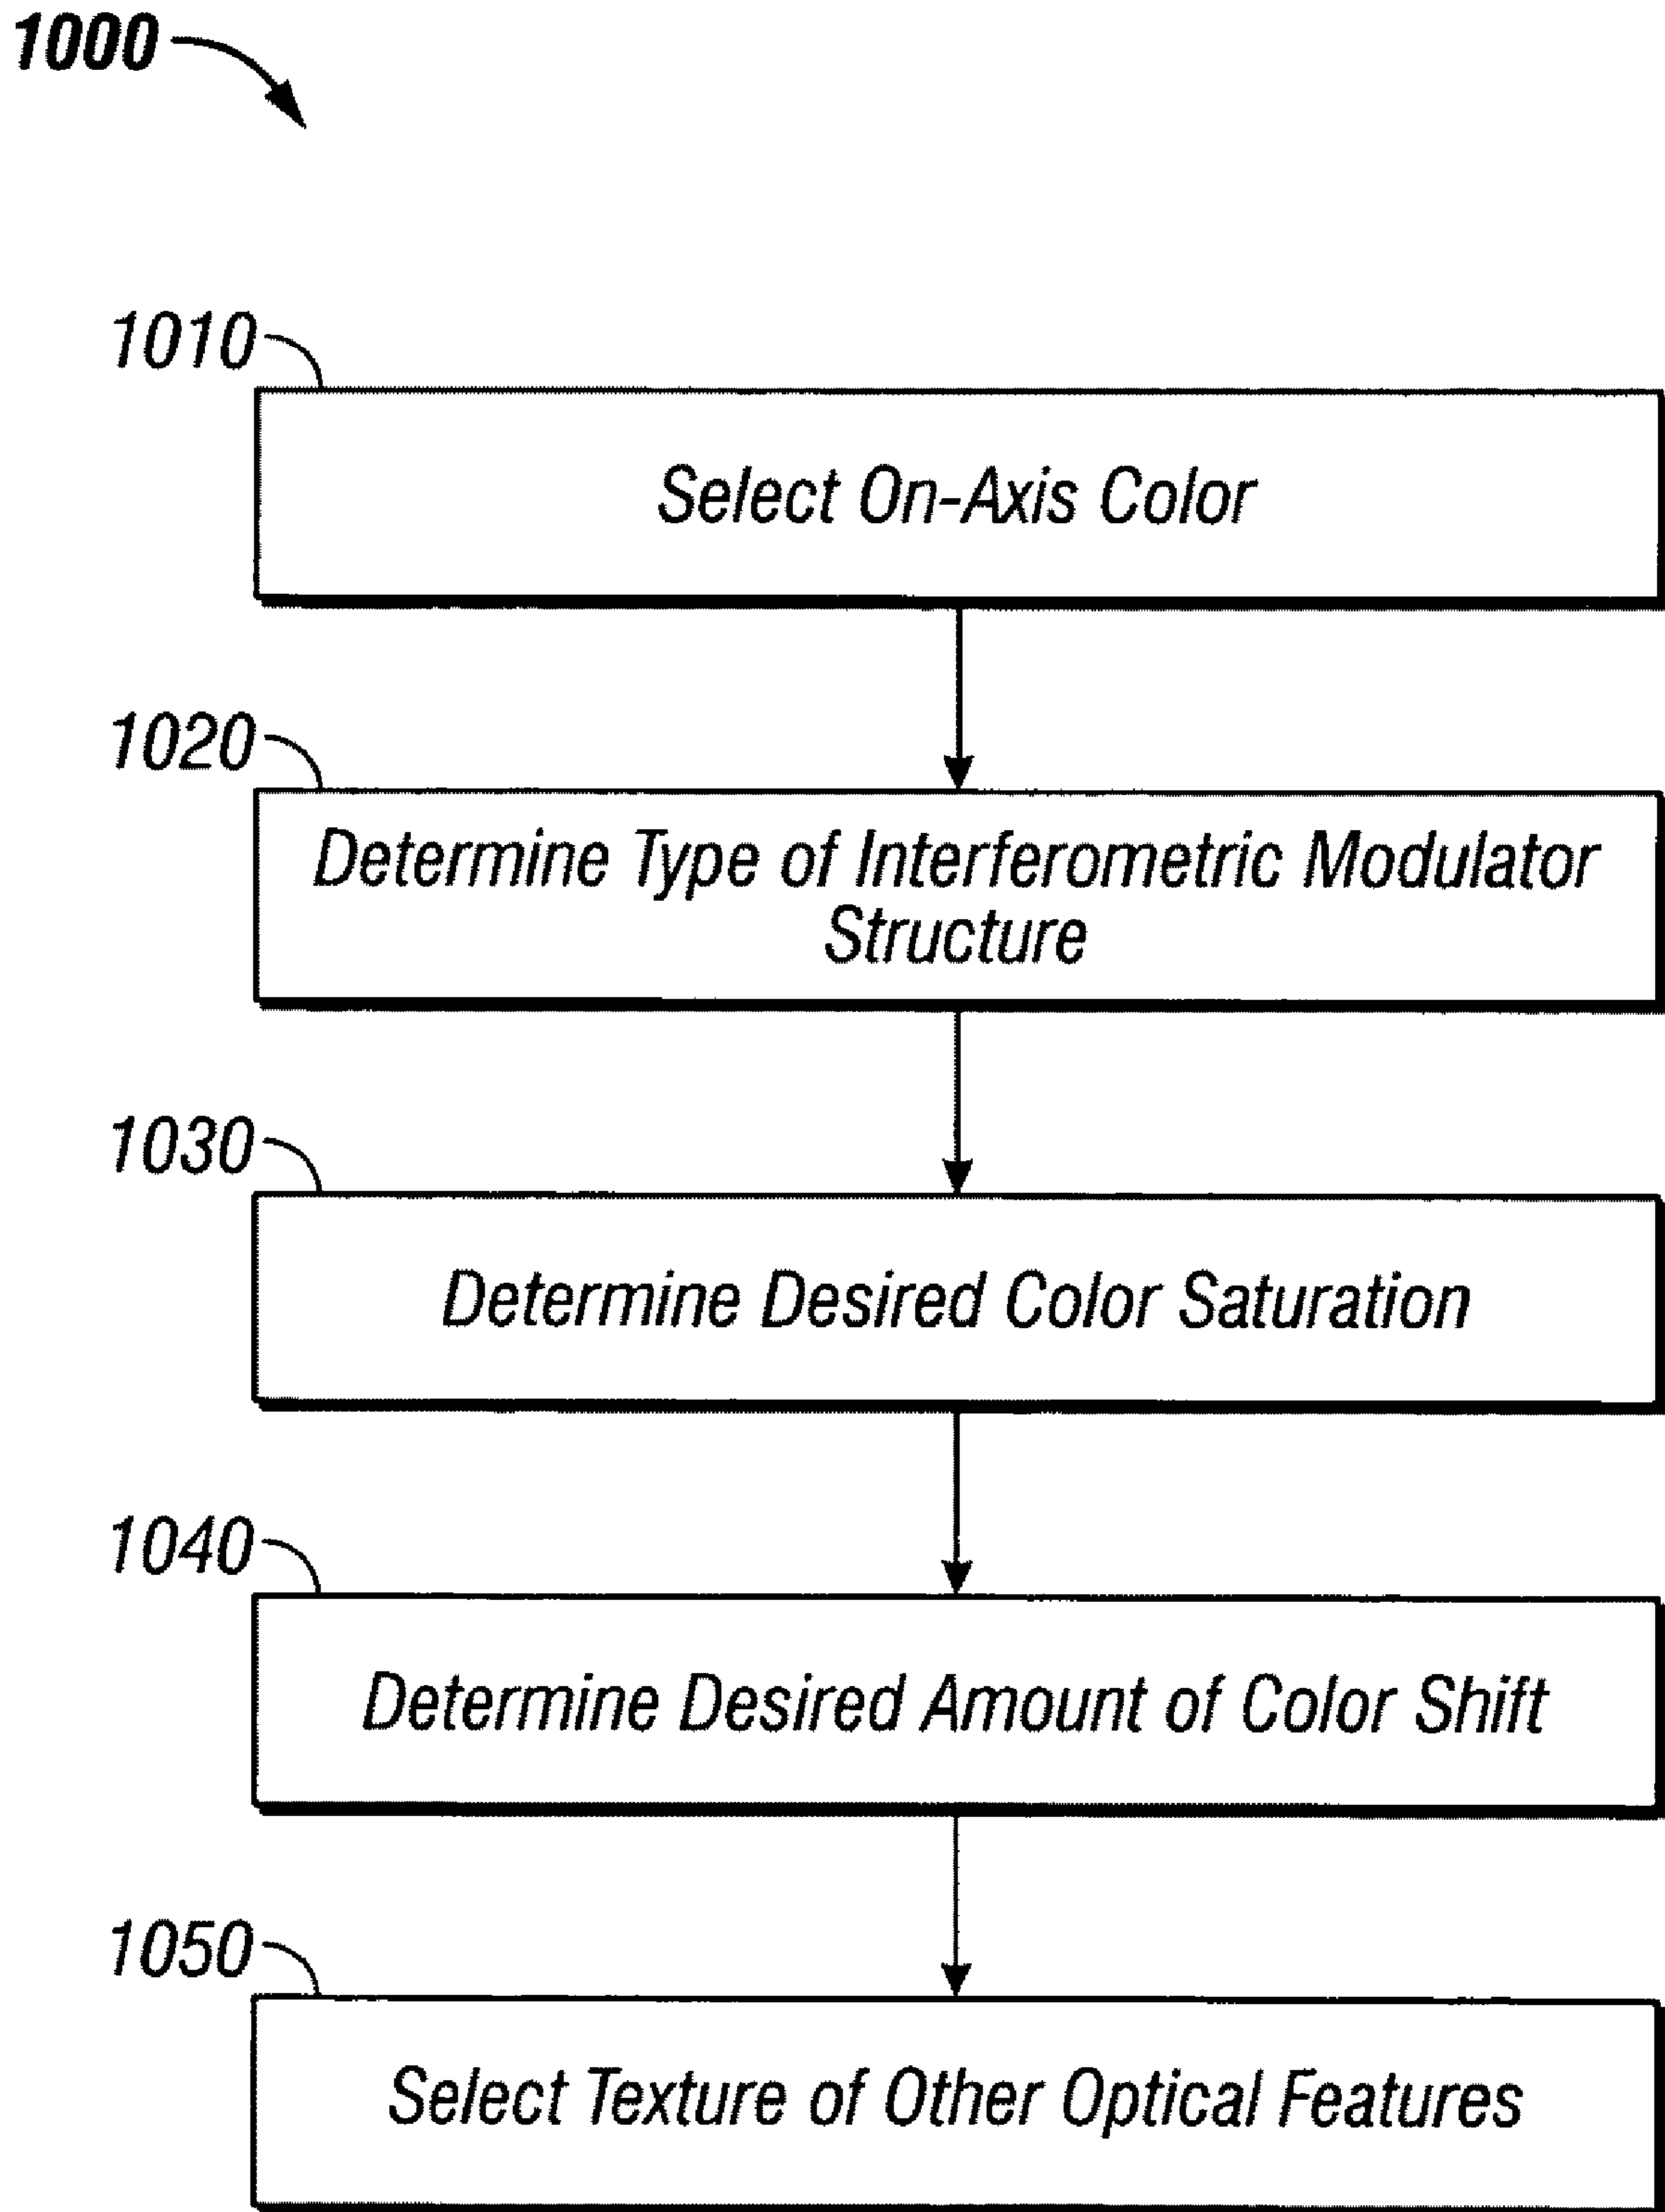 1000
1010
Select On-Axis Color
1020
Determine Type of Interferometric Modulator
Structure
1030
Determine Desired Color Saturation
1040
Determine Desired Amount of Color Shift
1050
Select Texture of Other Optical Features